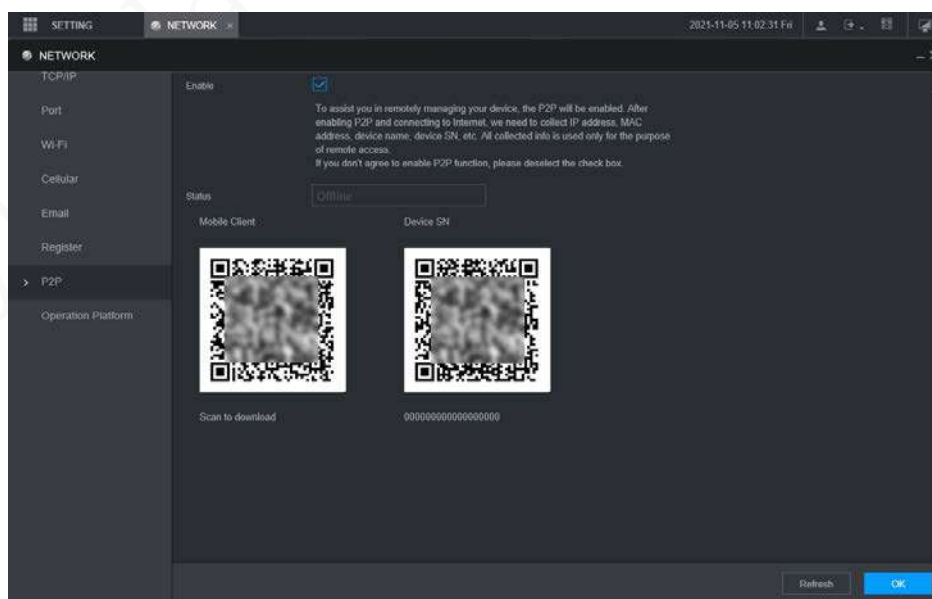 SETTING
NETWORK
2021-11-05 11:02:31 Fri
NETWORK
TCP/IP
Port
Wi-Fi
Cellular
Email
Register
P2P
Operation Platform
Enable
To assist you in remotely managing your device, the P2P will be enabled. After
enabling P2P and connecting to Internet, we need to collect IP address, MAC
address, device name, device SN, etc. All collected info is used only for the purpose
of remote access.
If you don't agree to enable P2P function, please deselect the check box.
Status
Offline
Mobile Client
Device SN
Scan to download
000000000000000000
Refresh
OK